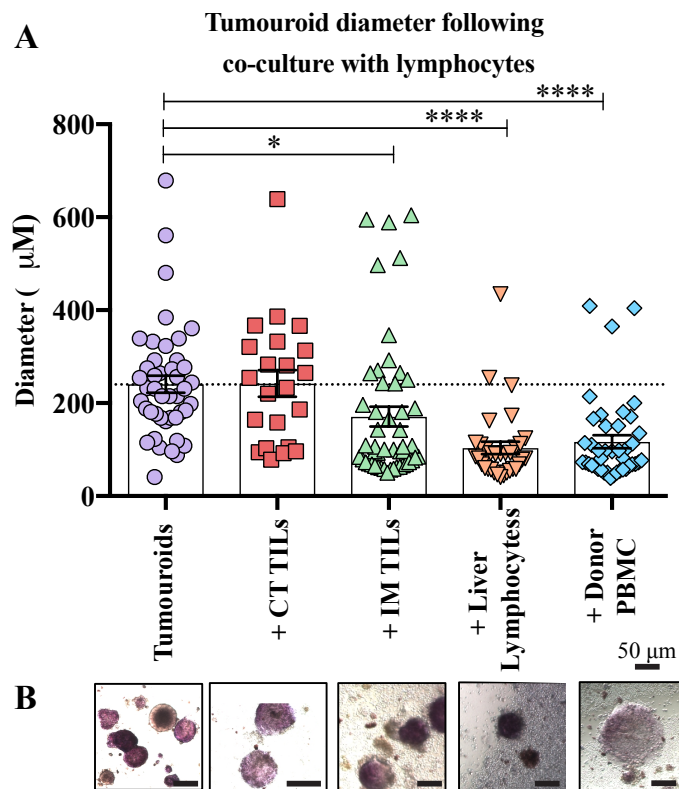 A
Tumouroid diameter following
co-culture with lymphocytes
****
****
*
Diameter ( μM)
800
600
400
200
0
Tumouroids
+ CT TILs
+ IM TILs
+ Liver
Lymphocytess
+ Donor
PBMC
50 μm
B